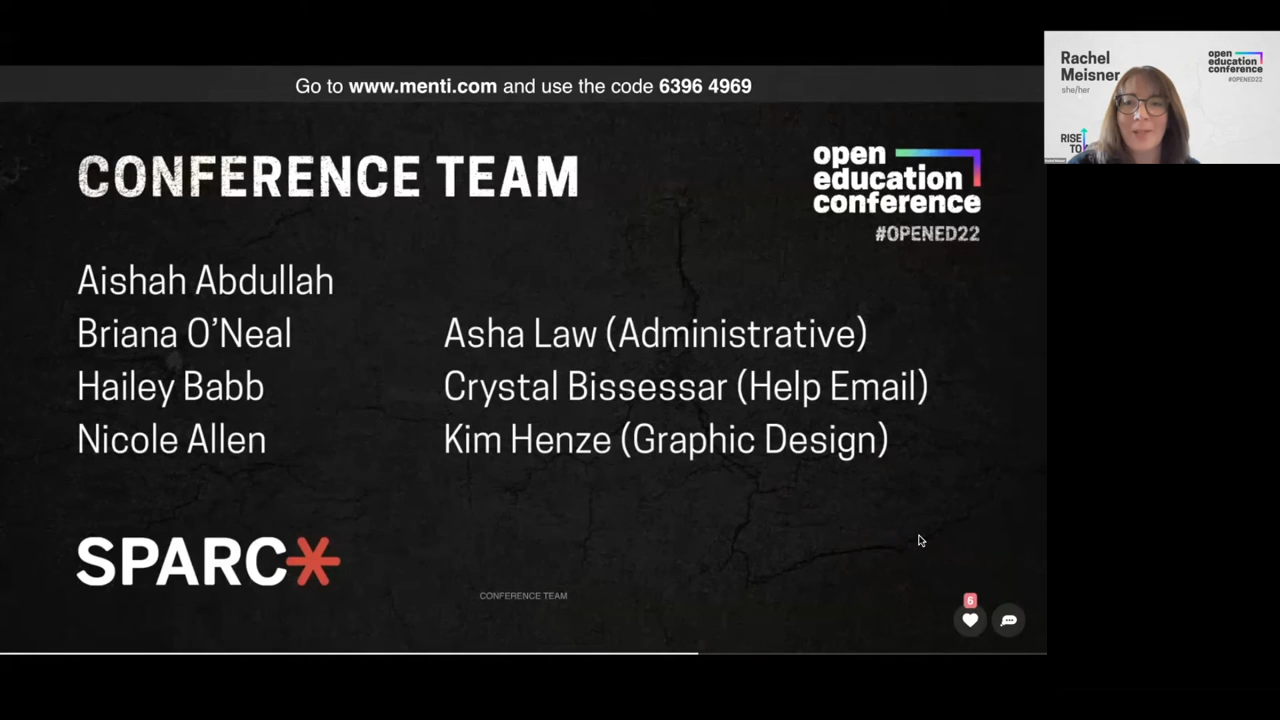 Go to www.menti.com and use the code 6396 4969
CONFERENCE TEAM
open
education
conference
#OPENED22
Aishah Abdullah
Briana O'Neal
Hailey Babb
Nicole Allen
Asha Law (Administrative)
Crystal Bissessar (Help Email)
Kim Henze (Graphic Design)
SPARC
CONFERENCE TEAM
6
Rachel
Meisner
she/her
open
education
conference
#OPENED22
RISE
TO